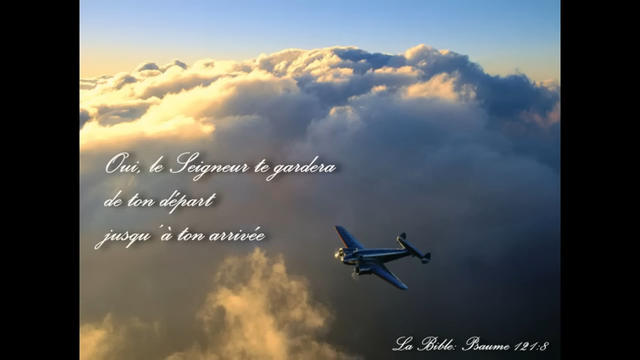 Oui, le Seigneur te gardera
de ton départ
jusqu'à ton arrivée
La Bible: Psaume 121:8